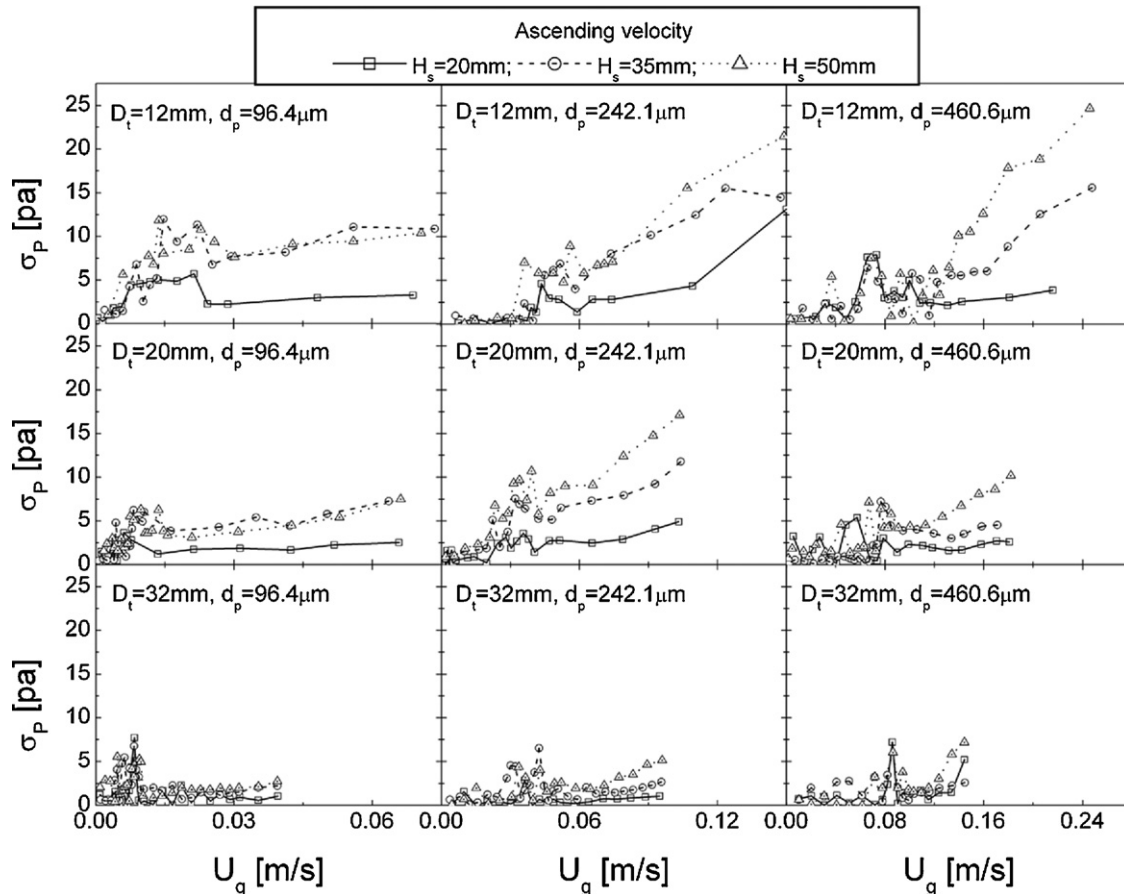 Ascending velocity
H_s=20mm; H_s=35mm; H_s=50mm
D_t=12mm, d_p=96.4μm D_t=12mm, d_p=242.1μm D_t=12mm, d_p=460.6μm
25
20
15
10
5
0
σ_P [pa]
D_t=20mm, d_p=96.4μm D_t=20mm, d_p=242.1μm D_t=20mm, d_p=460.6μm
25
20
15
10
5
0
σ_P [pa]
D_t=32mm, d_p=96.4μm D_t=32mm, d_p=242.1μm D_t=32mm, d_p=460.6μm
25
20
15
10
5
0
σ_P [pa]
0.00 0.03 0.06 0.00 0.06 0.12 0.00 0.08 0.16 0.24
U_g [m/s] U_g [m/s] U_g [m/s]